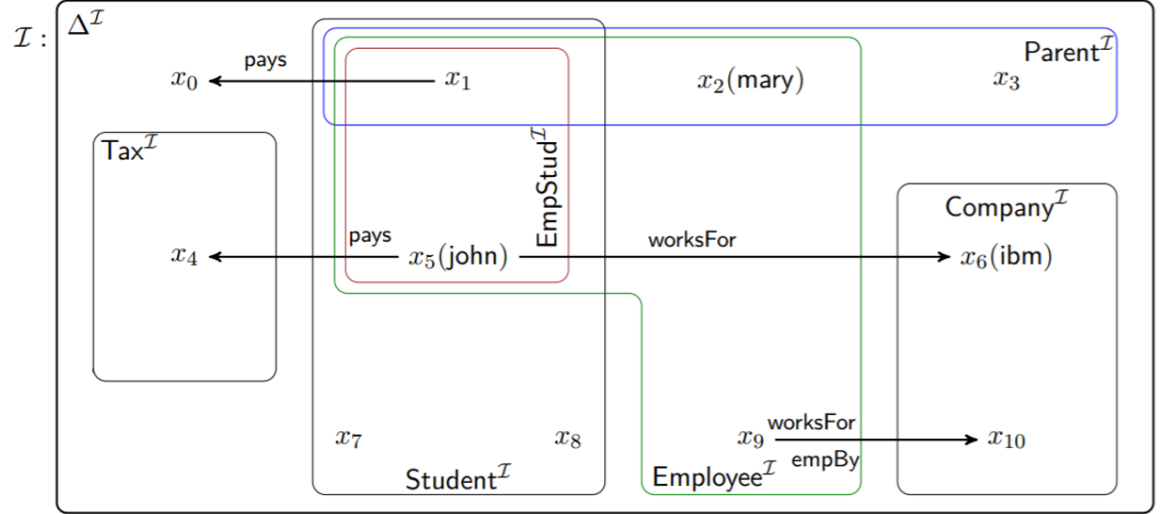 𝓘 : Δ^𝓘
Parent^𝓘
x₀ pays x₁ x₂(mary) x₃
Tax^𝓘
EmpStud^𝓘
Company^𝓘
x₄ pays x₅(john) worksFor x₆(ibm)
x₇ x₈ x₉ worksFor x₁₀
empBy
Student^𝓘 Employee^𝓘